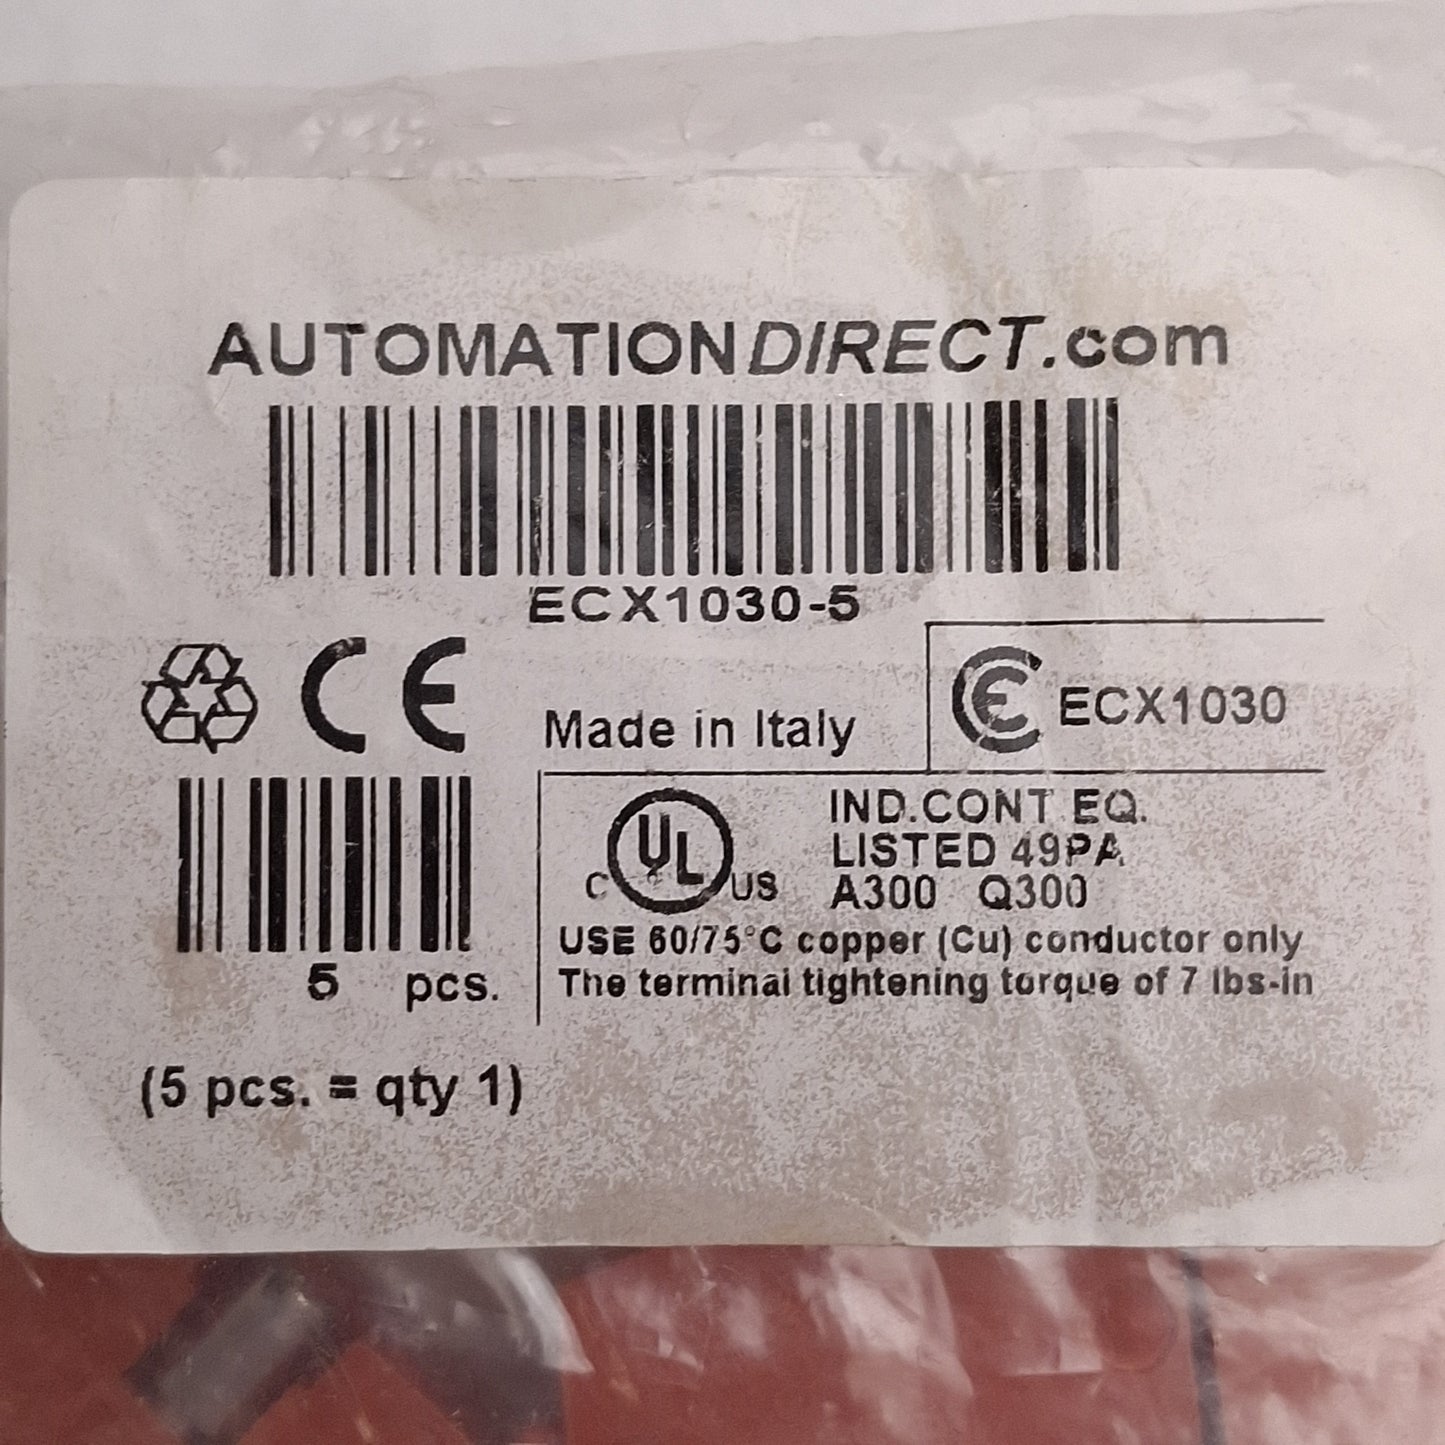 AUTOMATIONDIRECT.com
ECX1030-5
CE
Made in Italy
CE ECX1030
5 pcs.
C UL US
IND.CONT EQ.
LISTED 49PA
A300 Q300
USE 60/75°C copper (Cu) conductor only
The terminal tightening torque of 7 lbs-in
(5 pcs. = qty 1)